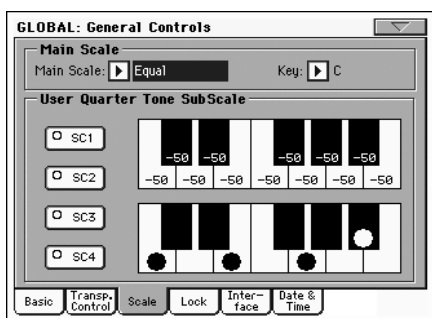 GLOBAL: General Controls
Main Scale
Main Scale: Equal Key: C
User Quarter Tone SubScale
SC1
-50 -50 -50 -50 -50
SC2
-50 -50 -50 -50 -50 -50 -50
SC3
SC4
Basic Transp. Control Scale Lock Inter- face Date & Time